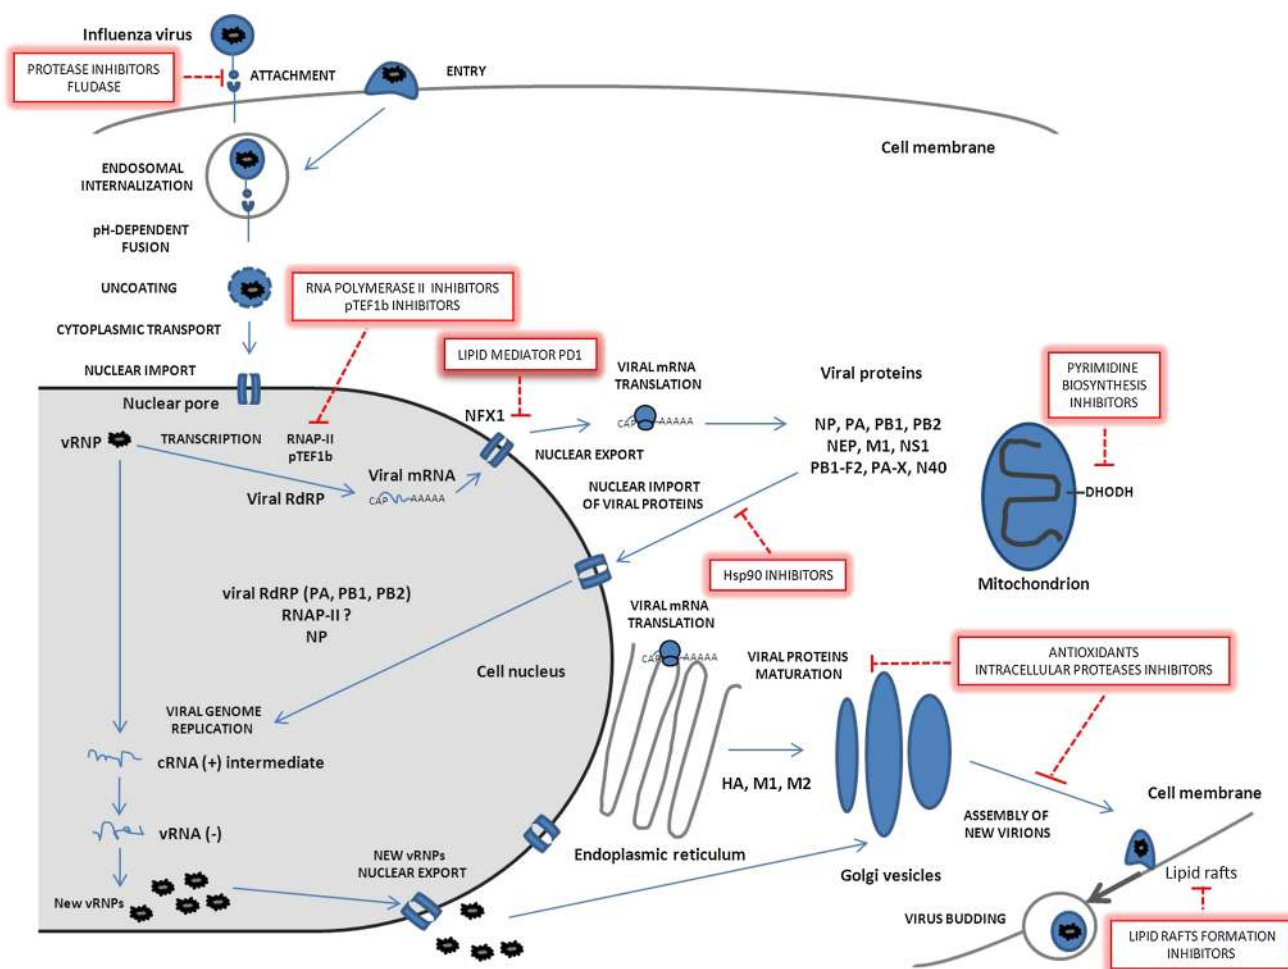 Influenza virus
PROTEASE INHIBITORS
FLUDASE
ATTACHMENT
ENTRY
Cell membrane
ENDOSOMAL
INTERNALIZATION
pH-DEPENDENT
FUSION
UNCOATING
RNA POLYMERASE II INHIBITORS
pTEF1b INHIBITORS
CYTOPLASMIC TRANSPORT
NUCLEAR IMPORT
LIPID MEDIATOR PD1
VIRAL mRNA
TRANSLATION
Viral proteins
PYRIMIDINE
BIOSYNTHESIS
INHIBITORS
Nuclear pore
NFX1
CAP
AAAAA
NP, PA, PB1, PB2
NEP, M1, NS1
PB1-F2, PA-X, N40
vRNP
TRANSCRIPTION
RNAP-II
pTEF1b
NUCLEAR EXPORT
Viral mRNA
Viral RdRP
CAP
AAAAA
NUCLEAR IMPORT
OF VIRAL PROTEINS
DHODH
Mitochondrion
Hsp90 INHIBITORS
viral RdRP (PA, PB1, PB2)
RNAP-II ?
NP
VIRAL mRNA
TRANSLATION
CAP
AAAAA
Cell nucleus
VIRAL PROTEINS
MATURATION
ANTIOXIDANTS
INTRACELLULAR PROTEASES INHIBITORS
VIRAL GENOME
REPLICATION
cRNA (+) intermediate
HA, M1, M2
Cell membrane
ASSEMBLY OF
NEW VIRIONS
vRNA (-)
NEW vRNPs
NUCLEAR EXPORT
Endoplasmic reticulum
Golgi vesicles
Lipid rafts
New vRNPs
VIRUS BUDDING
LIPID RAFTS FORMATION
INHIBITORS